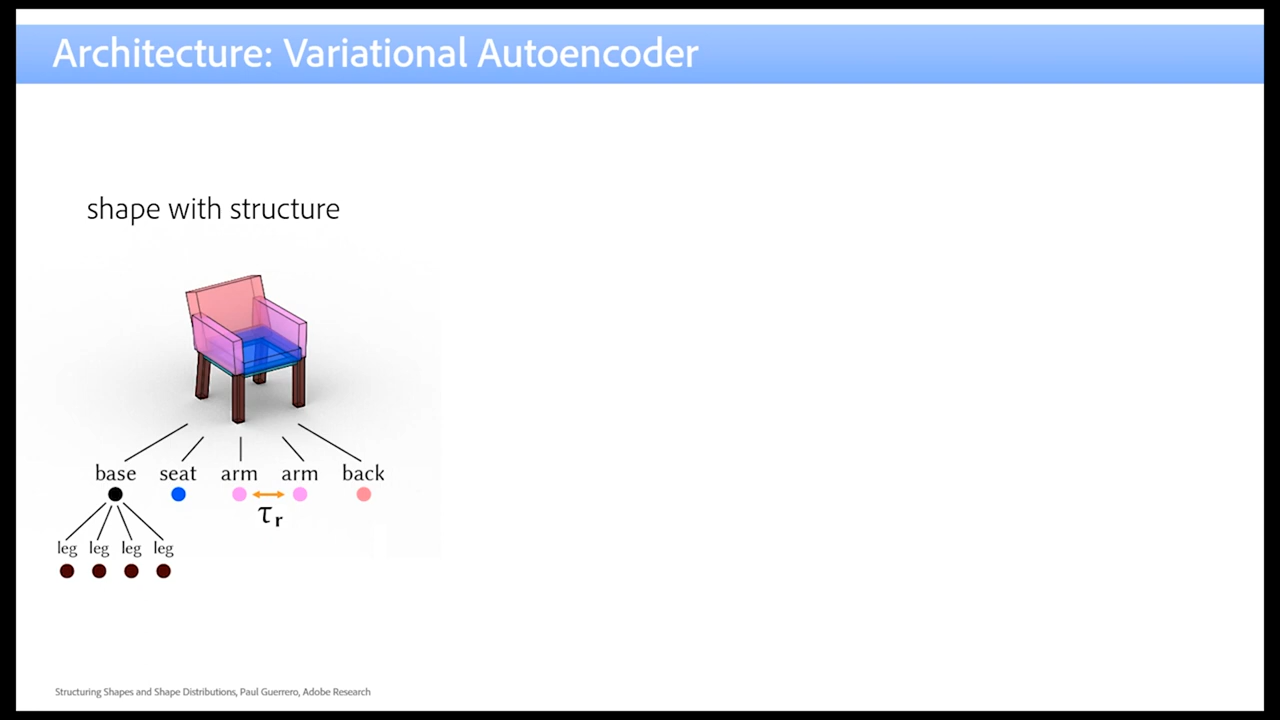 Architecture: Variational Autoencoder
shape with structure
base seat arm arm back
τr
leg leg leg leg
Structuring Shapes and Shape Distributions, Paul Guerrero, Adobe Research